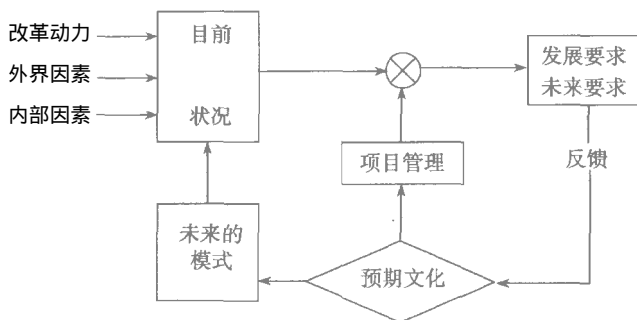 改革动力
外界因素
内部因素
目前
状况
发展要求
未来要求
项目管理
反馈
未来的
模式
预期文化